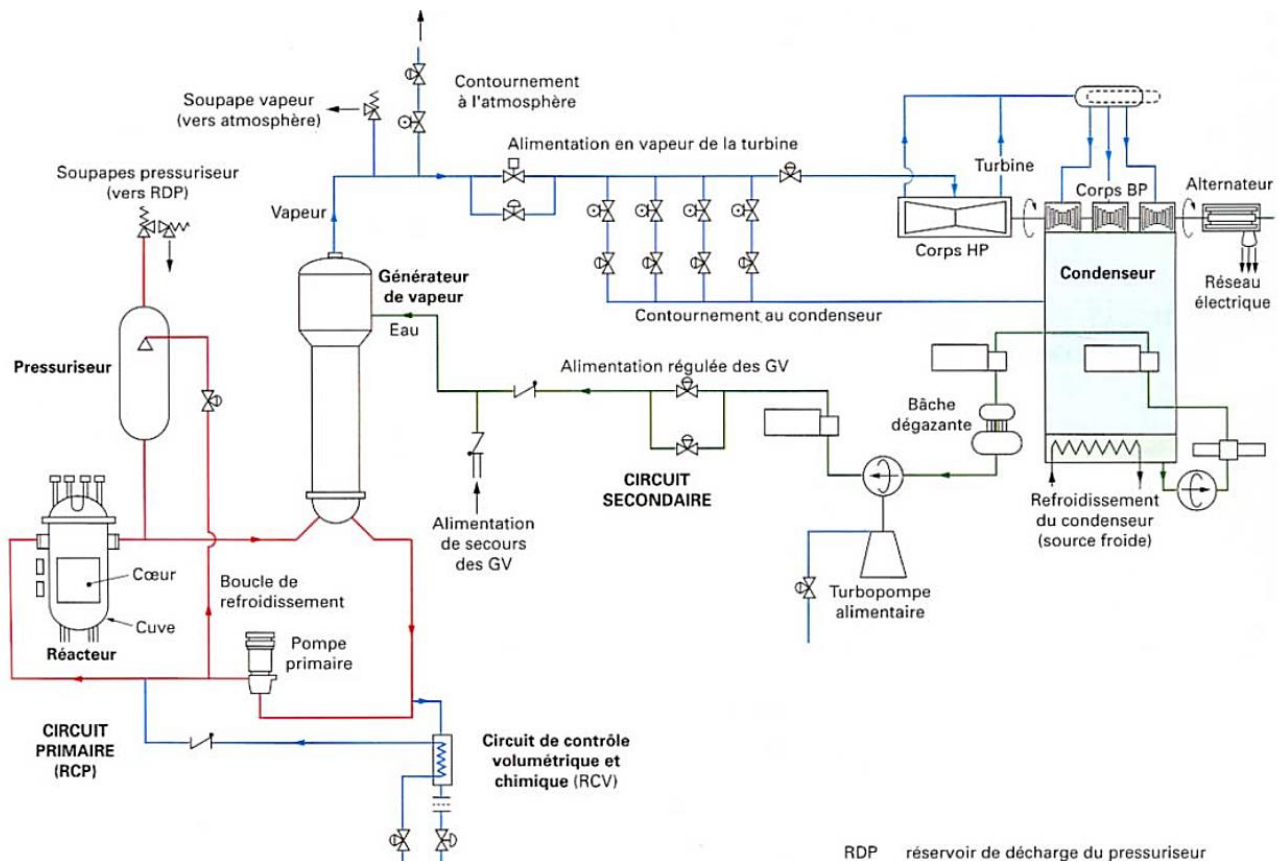 Contournement
à l'atmosphère
Soupape vapeur
(vers atmosphère)
Alimentation en vapeur de la turbine
Soupapes pressuriseur
(vers RDP)
Turbine
Corps BP
Alternateur
Vapeur
Corps HP
Générateur
de vapeur
Condenseur
Réseau
électrique
Eau
Contournement au condenseur
Pressuriseur
Alimentation régulée des GV
Bâche
dégazante
CIRCUIT
SECONDAIRE
Refroidissement
du condenseur
(source froide)
Alimentation
de secours
des GV
Cœur
Boucle de
refroidissement
Turbopompe
alimentaire
Cuve
Réacteur
Pompe
primaire
CIRCUIT
PRIMAIRE
(RCP)
Circuit de contrôle
volumétrique et
chimique (RCV)
RDP réservoir de décharge du pressuriseur